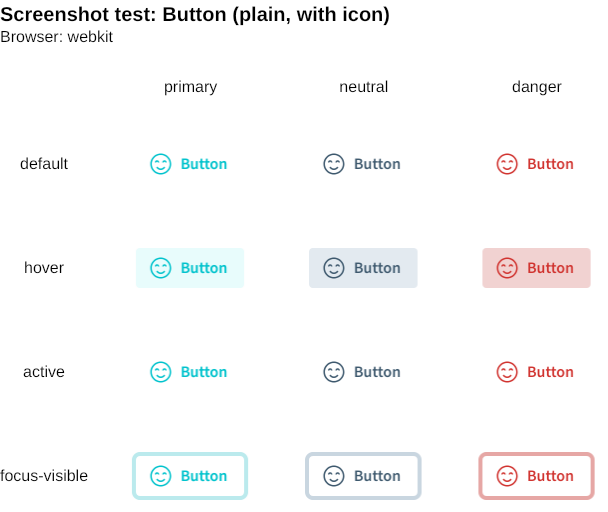 Screenshot test: Button (plain, with icon)
Browser: webkit
primary neutral danger
default Button Button Button
hover Button Button Button
active Button Button Button
focus-visible Button Button Button